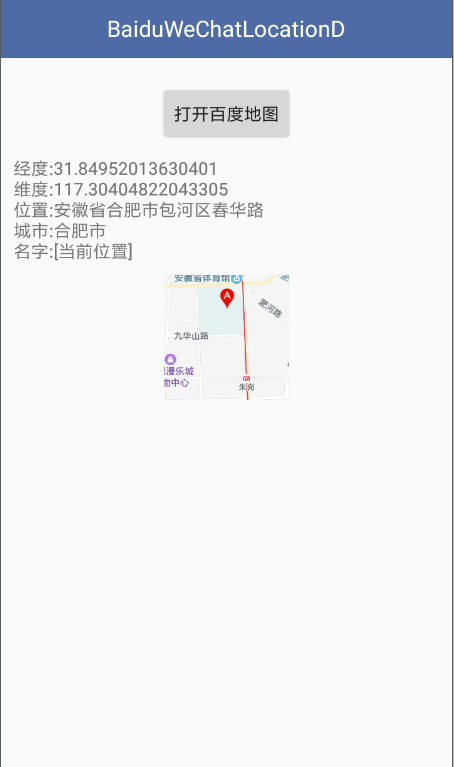 BaiduWeChatLocationD
打开百度地图
经度:31.84952013630401
维度:117.30404822043305
位置:安徽省合肥市包河区春华路
城市:合肥市
名字:[当前位置]
安徽省体育馆
A
淝河路
九华山路
漫乐城
物中心
朱岗